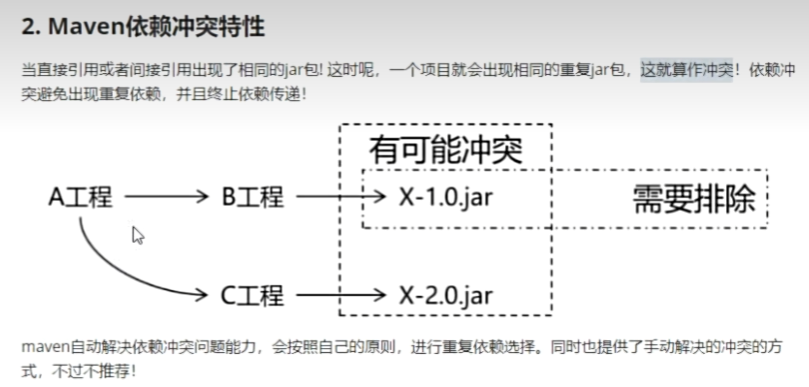 2. Maven依赖冲突特性
当直接引用或者间接引用出现了相同的jar包! 这时呢，一个项目就会出现相同的重复jar包，这就算作冲突！依赖冲
突避免出现重复依赖，并且终止依赖传递！
有可能冲突
A工程
B工程
X-1.0.jar
需要排除
C工程
X-2.0.jar
maven自动解决依赖冲突问题能力，会按照自己的原则，进行重复依赖选择。同时也提供了手动解决的冲突的方
式，不过不推荐！